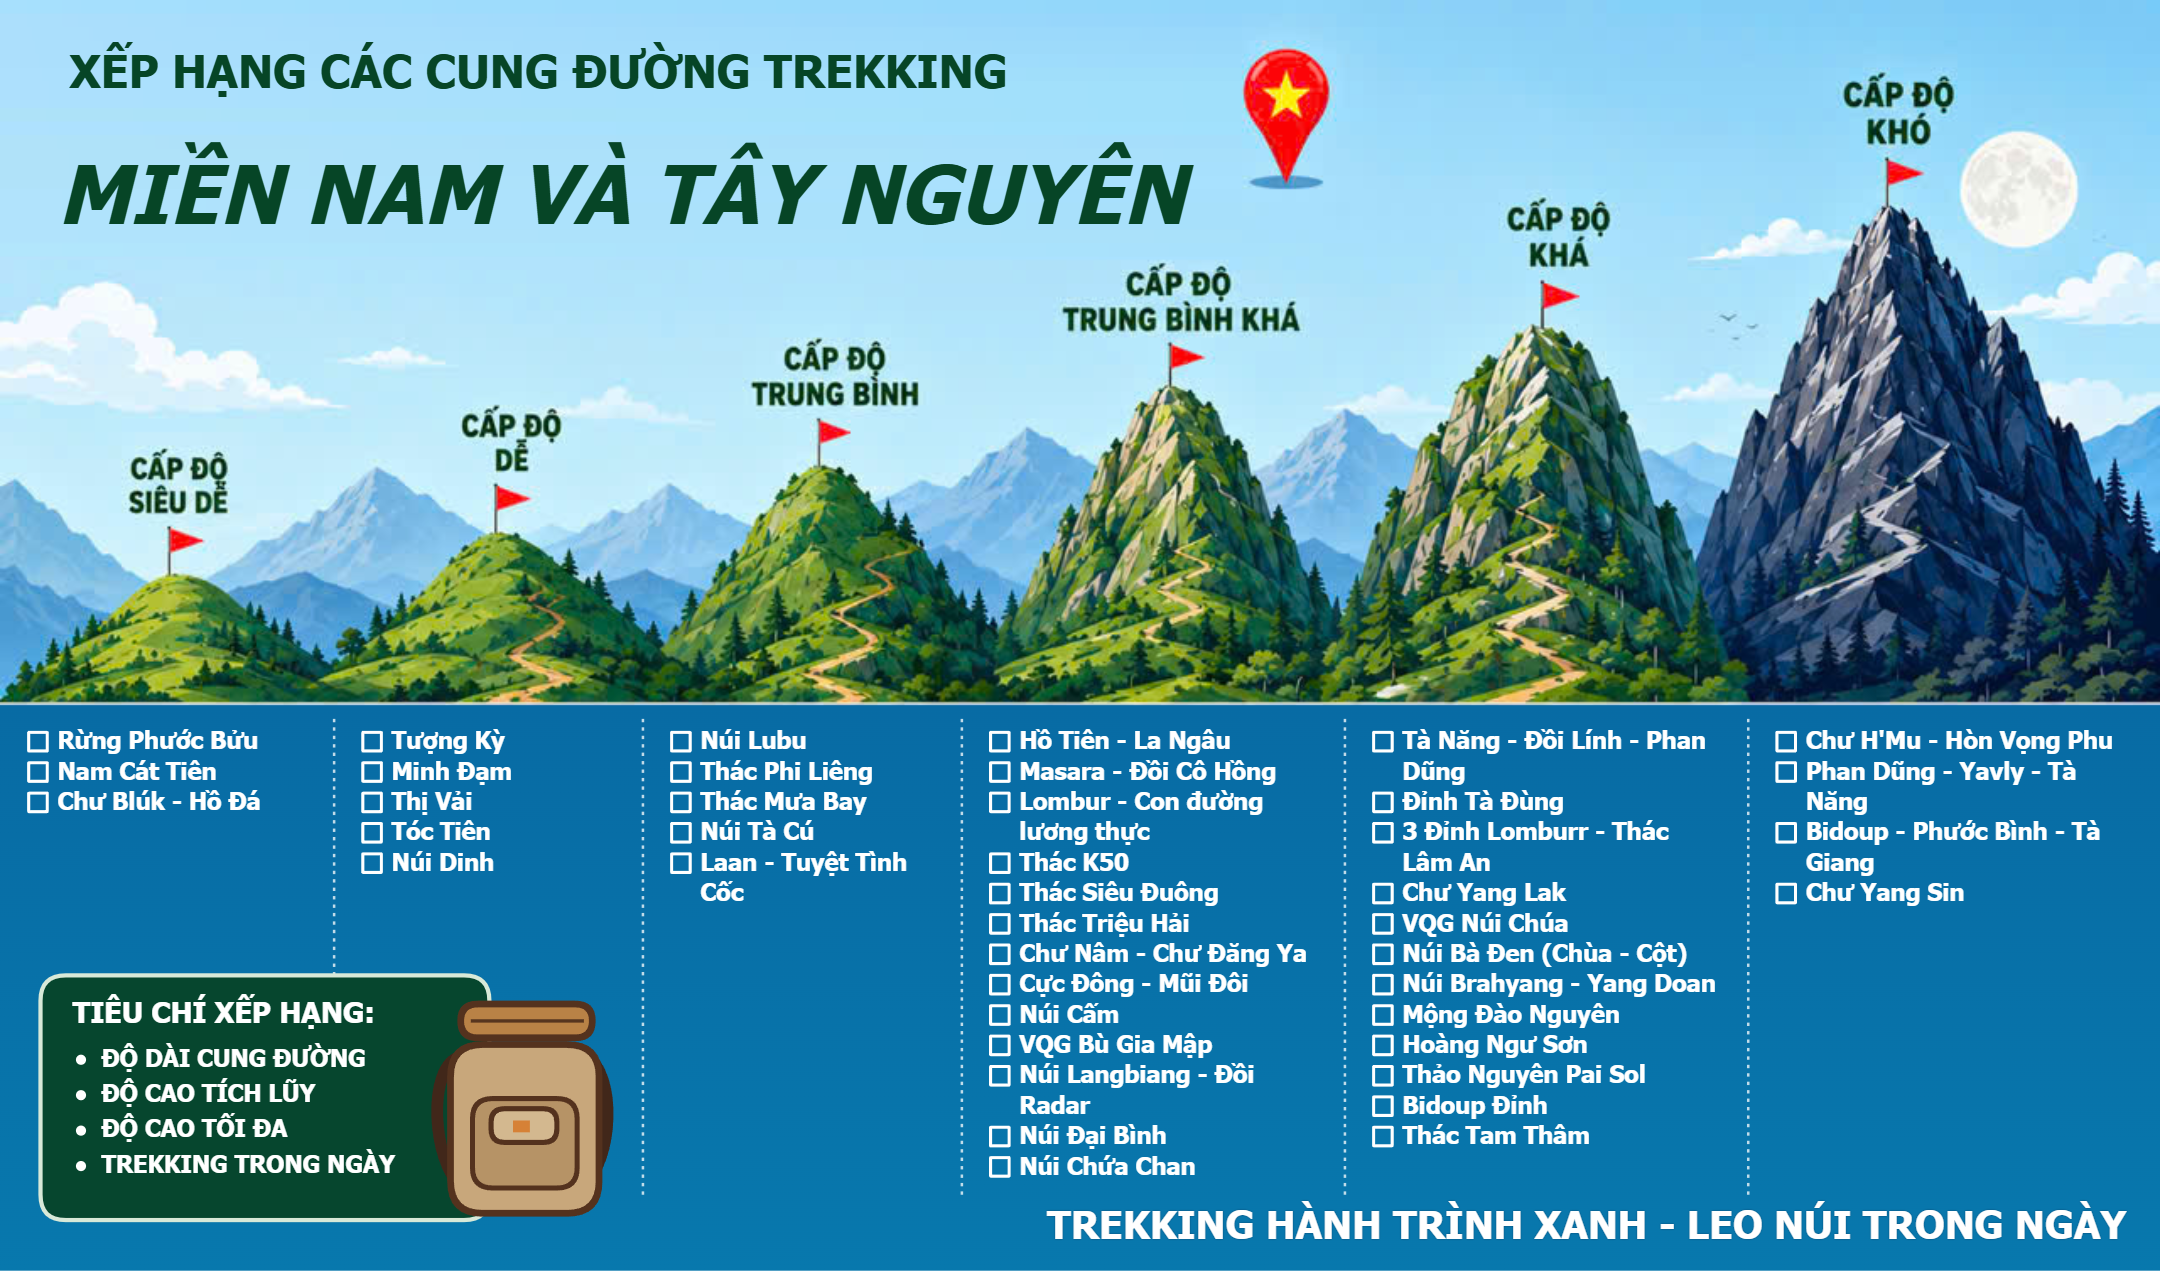 XẾP HẠNG CÁC CUNG ĐƯỜNG TREKKING
MIỀN NAM VÀ TÂY NGUYÊN
CẤP ĐỘ
SIÊU DỄ
CẤP ĐỘ
DỄ
CẤP ĐỘ
TRUNG BÌNH
CẤP ĐỘ
TRUNG BÌNH KHÁ
CẤP ĐỘ
KHÁ
CẤP ĐỘ
KHÓ
Rừng Phước Bửu
Nam Cát Tiên
Chư Blúk - Hồ Đá
Tượng Kỳ
Minh Đạm
Thị Vải
Tóc Tiên
Núi Dinh
Núi Lubu
Thác Phi Liêng
Thác Mưa Bay
Núi Tà Cú
Laan - Tuyệt Tình
Cốc
Hồ Tiên - La Ngâu
Masara - Đồi Cô Hồng
Lombur - Con đường
lương thực
Thác K50
Thác Siêu Đuông
Thác Triệu Hải
Chư Nâm - Chư Đăng Ya
Cực Đông - Mũi Đôi
Núi Cấm
VQG Bù Gia Mập
Núi Langbiang - Đồi
Radar
Núi Đại Bình
Núi Chứa Chan
Tà Năng - Đồi Lính - Phan
Dũng
Đỉnh Tà Đùng
3 Đỉnh Lomburr - Thác
Lâm An
Chư Yang Lak
VQG Núi Chúa
Núi Bà Đen (Chùa - Cột)
Núi Brahyang - Yang Doan
Mộng Đào Nguyên
Hoàng Ngư Sơn
Thảo Nguyên Pai Sol
Bidoup Đỉnh
Thác Tam Thâm
Chư H'Mu - Hòn Vọng Phu
Phan Dũng - Yavly - Tà
Năng
Bidoup - Phước Bình - Tà
Giang
Chư Yang Sin
TIÊU CHÍ XẾP HẠNG:
• ĐỘ DÀI CUNG ĐƯỜNG
• ĐỘ CAO TÍCH LŨY
• ĐỘ CAO TỐI ĐA
• TREKKING TRONG NGÀY
TREKKING HÀNH TRÌNH XANH - LEO NÚI TRONG NGÀY